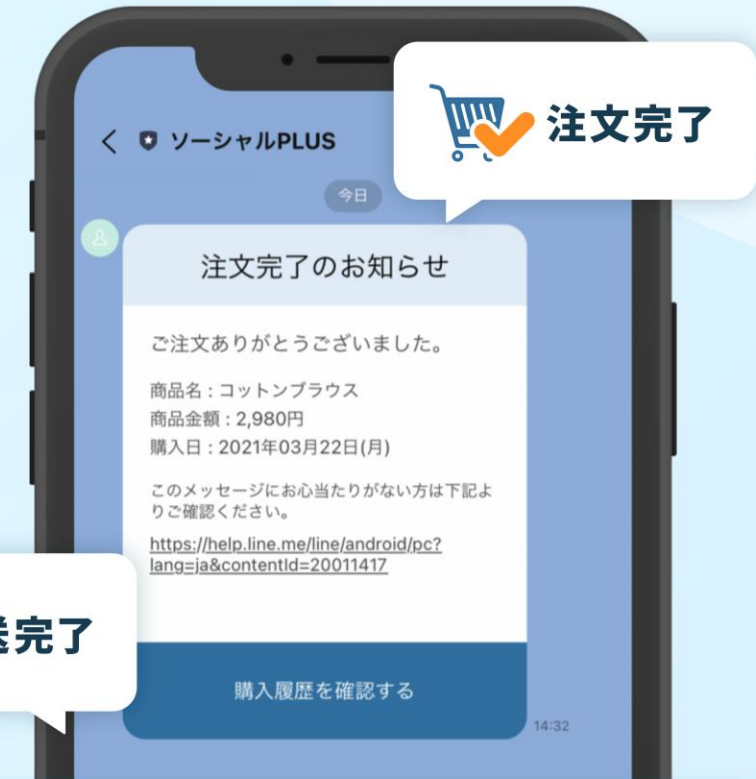 注文完了
ソーシャルPLUS
今日
注文完了のお知らせ
ご注文ありがとうございました。
商品名：コットンブラウス
商品金額：2,980円
購入日：2021年03月22日(月)
このメッセージにお心当たりがない方は下記よ
りご確認ください。
https://help.line.me/line/android/pc?
lang=ja&contentId=20011417
完了
購入履歴を確認する
14:32